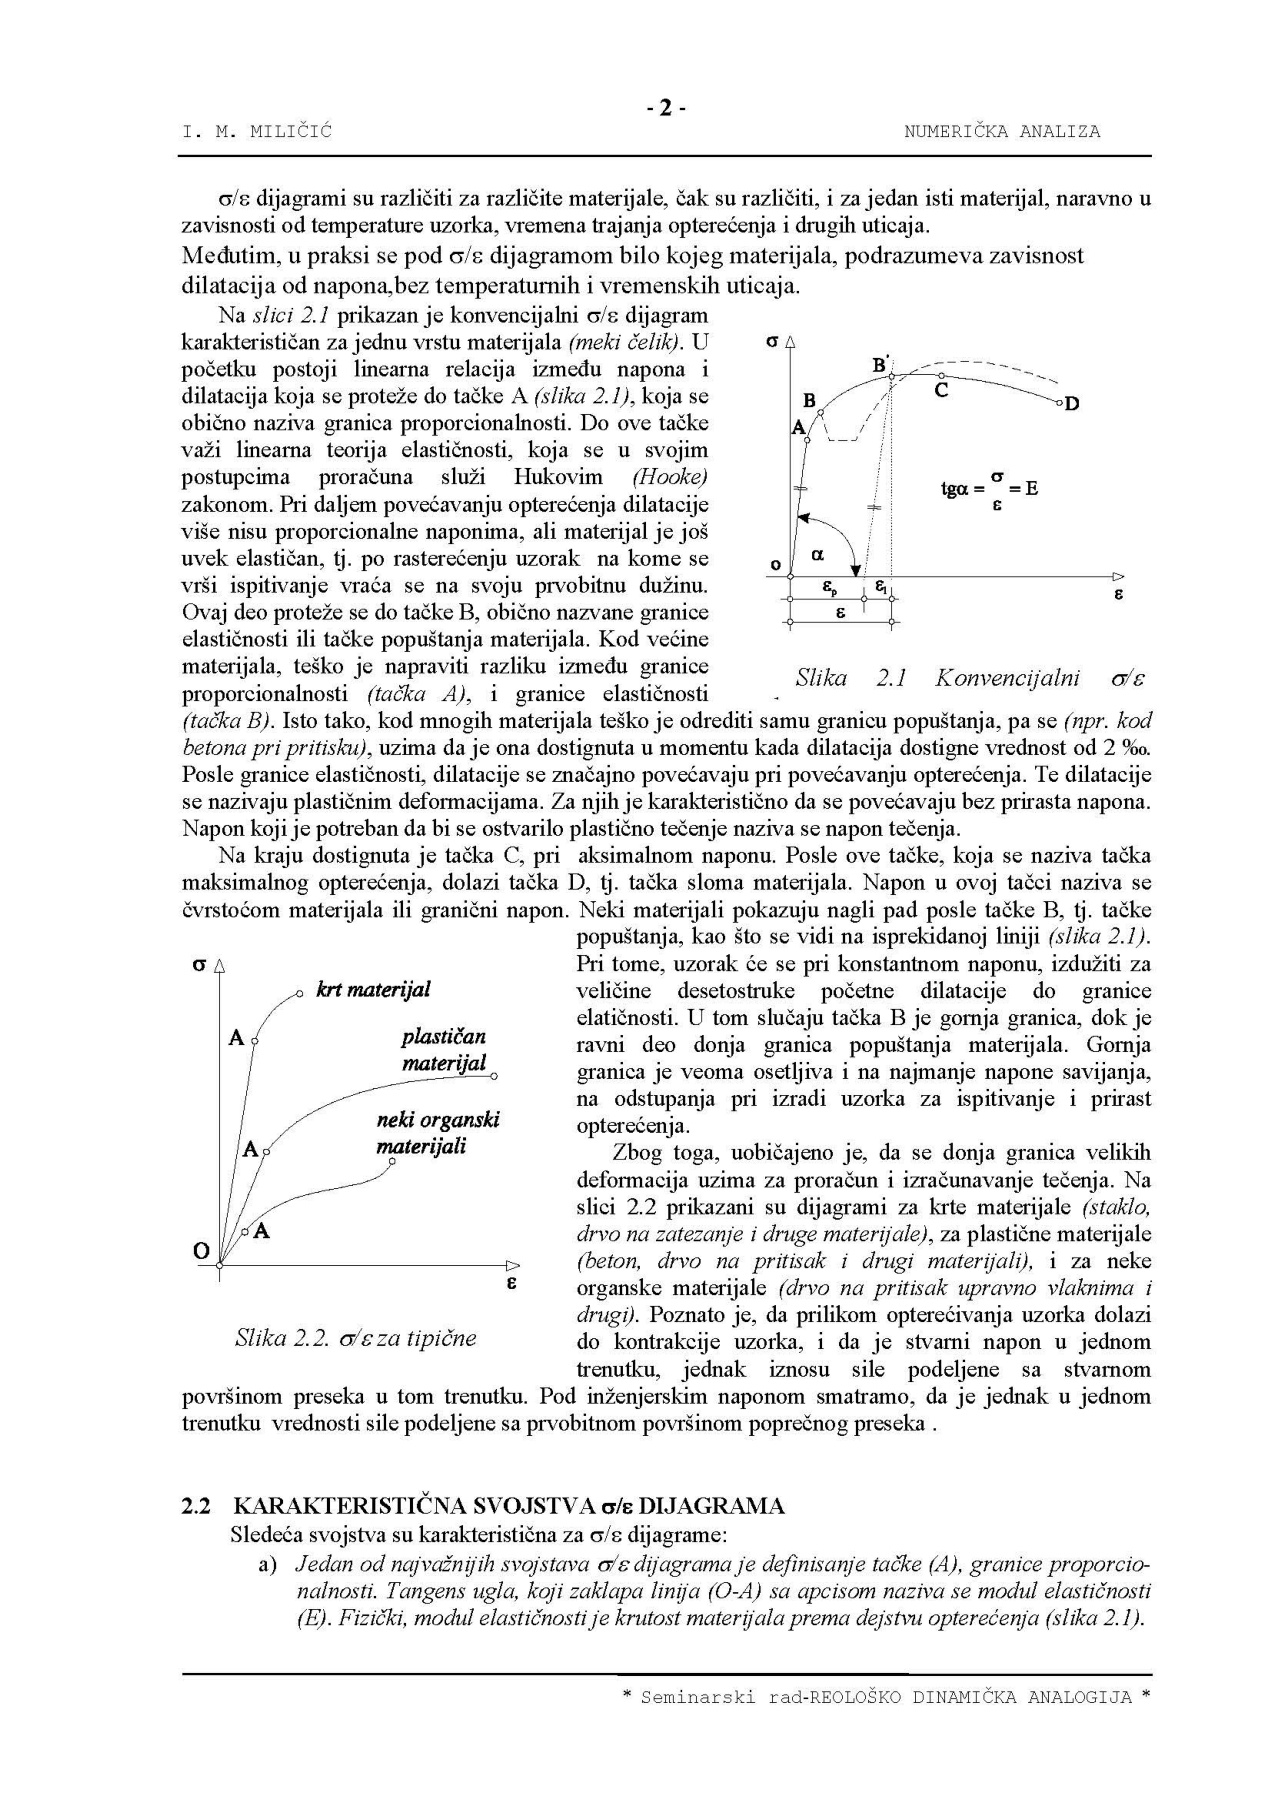 - 2 -
I. M. MILIČIĆ NUMERIČKA ANALIZA
σ/ε dijagrami su različiti za različite materijale, čak su različiti, i za jedan isti materijal, naravno u
zavisnosti od temperature uzorka, vremena trajanja opterećenja i drugih uticaja.
Međutim, u praksi se pod σ/ε dijagramom bilo kojeg materijala, podrazumeva zavisnost
dilatacija od napona,bez temperaturnih i vremenskih uticaja.
Na slici 2.1 prikazan je konvencijalni σ/ε dijagram
karakterističan za jednu vrstu materijala (meki čelik). U
početku postoji linearna relacija između napona i
dilatacija koja se proteže do tačke A (slika 2.1), koja se
obično naziva granica proporcionalnosti. Do ove tačke
važi linearna teorija elastičnosti, koja se u svojim
postupcima proračuna služi Hukovim (Hooke)
zakonom. Pri daljem povećavanju opterećenja dilatacije
više nisu proporcionalne naponima, ali materijal je još
uvek elastičan, tj. po rasterećenju uzorak na kome se
vrši ispitivanje vraća se na svoju prvobitnu dužinu.
Ovaj deo proteže se do tačke B, obično nazvane granice
elastičnosti ili tačke popuštanja materijala. Kod većine
materijala, teško je napraviti razliku između granice
proporcionalnosti (tačka A), i granice elastičnosti
σ
B'
C
B
D
A
tgα = σ/ε = E
α
o
εp ε1
ε
ε
Slika 2.1 Konvencijalni σ/ε
(tačka B). Isto tako, kod mnogih materijala teško je odrediti samu granicu popuštanja, pa se (npr. kod
betona pri pritisku), uzima da je ona dostignuta u momentu kada dilatacija dostigne vrednost od 2 ‰.
Posle granice elastičnosti, dilatacije se značajno povećavaju pri povećavanju opterećenja. Te dilatacije
se nazivaju plastičnim deformacijama. Za njih je karakteristično da se povećavaju bez prirasta napona.
Napon koji je potreban da bi se ostvarilo plastično tečenje naziva se napon tečenja.
Na kraju dostignuta je tačka C, pri aksimalnom naponu. Posle ove tačke, koja se naziva tačka
maksimalnog opterećenja, dolazi tačka D, tj. tačka sloma materijala. Napon u ovoj tačci naziva se
čvrstoćom materijala ili granični napon. Neki materijali pokazuju nagli pad posle tačke B, tj. tačke
popuštanja, kao što se vidi na isprekidanoj liniji (slika 2.1).
Pri tome, uzorak će se pri konstantnom naponu, izdužiti za
veličine desetostruke početne dilatacije do granice
elatičnosti. U tom slučaju tačka B je gornja granica, dok je
ravni deo donja granica popuštanja materijala. Gornja
granica je veoma osetljiva i na najmanje napone savijanja,
na odstupanja pri izradi uzorka za ispitivanje i prirast
opterećenja.
Zbog toga, uobičajeno je, da se donja granica velikih
deformacija uzima za proračun i izračunavanje tečenja. Na
slici 2.2 prikazani su dijagrami za krte materijale (staklo,
drvo na zatezanje i druge materijale), za plastične materijale
(beton, drvo na pritisak i drugi materijali), i za neke
organske materijale (drvo na pritisak upravno vlaknima i
drugi). Poznato je, da prilikom opterećivanja uzorka dolazi
do kontrakcije uzorka, i da je stvarni napon u jednom
trenutku, jednak iznosu sile podeljene sa stvarnom
σ
krt materijal
A
plastičan
materijal
neki organski
materijali
A
A
O
ε
Slika 2.2. σ/ε za tipične
površinom preseka u tom trenutku. Pod inženjerskim naponom smatramo, da je jednak u jednom
trenutku vrednosti sile podeljene sa prvobitnom površinom poprečnog preseka .
2.2 KARAKTERISTIČNA SVOJSTVA σ/ε DIJAGRAMA
Sledeća svojstva su karakteristična za σ/ε dijagrame:
a) Jedan od najvažnijih svojstava σ/ε dijagrama je definisanje tačke (A), granice proporcio-
nalnosti. Tangens ugla, koji zaklapa linija (O-A) sa apcisom naziva se modul elastičnosti
(E). Fizički, modul elastičnosti je krutost materijala prema dejstvu opterećenja (slika 2.1).
* Seminarski rad-REOLOŠKO DINAMIČKA ANALOGIJA *